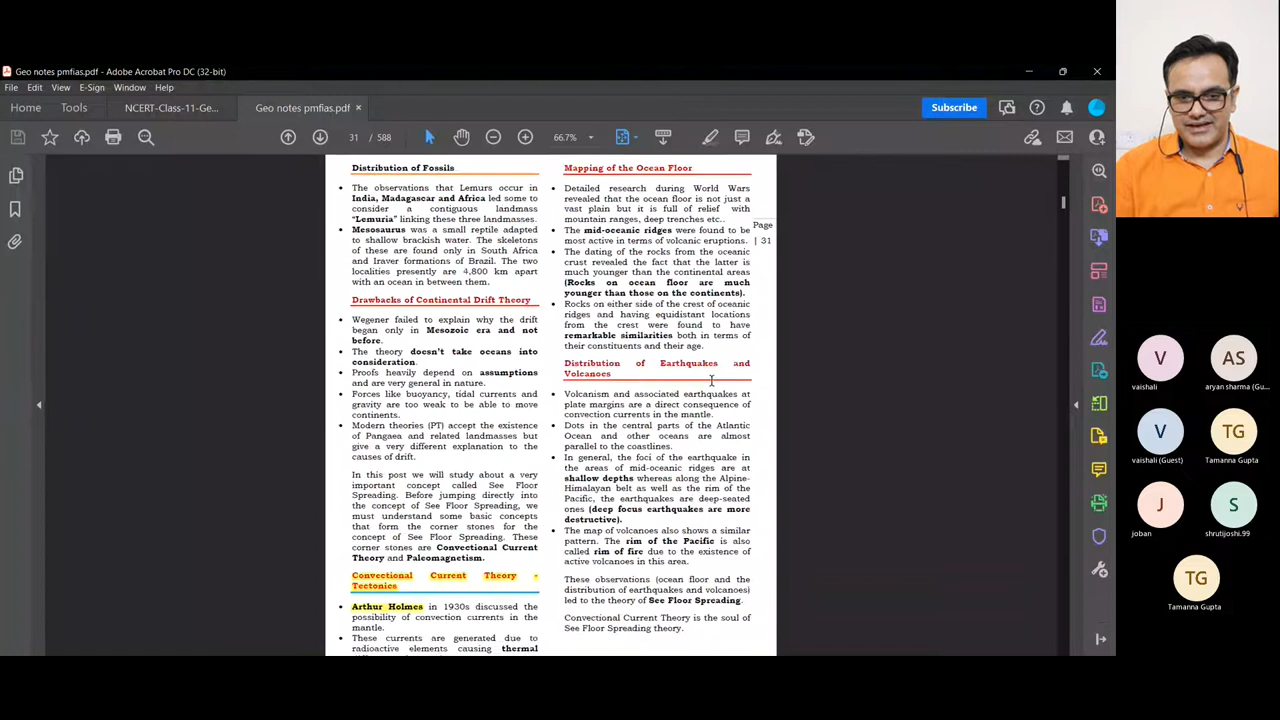 Geo notes pmfias.pdf - Adobe Acrobat Pro DC (32-bit)
File Edit View E-Sign Window Help
Home Tools NCERT-Class-11-Ge... Geo notes pmfias.pdf × Subscribe
31 / 588 66.7%
Distribution of Fossils
The observations that Lemurs occur in
India, Madagascar and Africa led some to
consider a contiguous landmass
“Lemuria” linking these three landmasses.
Mesosaurus was a small reptile adapted
to shallow brackish water. The skeletons
of these are found only in South Africa
and Iraver formations of Brazil. The two
localities presently are 4,800 km apart
with an ocean in between them.
Drawbacks of Continental Drift Theory
Wegener failed to explain why the drift
began only in Mesozoic era and not
before.
The theory doesn’t take oceans into
consideration.
Proofs heavily depend on assumptions
and are very general in nature.
Forces like buoyancy, tidal currents and
gravity are too weak to be able to move
continents.
Modern theories (PT) accept the existence
of Pangaea and related landmasses but
give a very different explanation to the
causes of drift.
In this post we will study about a very
important concept called See Floor
Spreading. Before jumping directly into
the concept of See Floor Spreading, we
must understand some basic concepts
that form the corner stones for the
concept of See Floor Spreading. These
corner stones are Convectional Current
Theory and Paleomagnetism.
Convectional Current Theory -
Tectonics
Arthur Holmes in 1930s discussed the
possibility of convection currents in the
mantle.
These currents are generated due to
radioactive elements causing thermal
Mapping of the Ocean Floor
Detailed research during World Wars
revealed that the ocean floor is not just a
vast plain but it is full of relief with
mountain ranges, deep trenches etc..
The mid-oceanic ridges were found to be
most active in terms of volcanic eruptions.
The dating of the rocks from the oceanic
crust revealed the fact that the latter is
much younger than the continental areas
(Rocks on ocean floor are much
younger than those on the continents).
Rocks on either side of the crest of oceanic
ridges and having equidistant locations
from the crest were found to have
remarkable similarities both in terms of
their constituents and their age.
Distribution of Earthquakes and
Volcanoes
Volcanism and associated earthquakes at
plate margins are a direct consequence of
convection currents in the mantle.
Dots in the central parts of the Atlantic
Ocean and other oceans are almost
parallel to the coastlines.
In general, the foci of the earthquake in
the areas of mid-oceanic ridges are at
shallow depths whereas along the Alpine-
Himalayan belt as well as the rim of the
Pacific, the earthquakes are deep-seated
ones (deep focus earthquakes are more
destructive).
The map of volcanoes also shows a similar
pattern. The rim of the Pacific is also
called rim of fire due to the existence of
active volcanoes in this area.
These observations (ocean floor and the
distribution of earthquakes and volcanoes)
led to the theory of See Floor Spreading.
Convectional Current Theory is the soul of
See Floor Spreading theory.
Page
| 31
V AS
vaishali aryan sharma (Gu...
V TG
vaishali (Guest) Tamanna Gupta
J S
joban shrutijoshi.99
TG
Tamanna Gupta